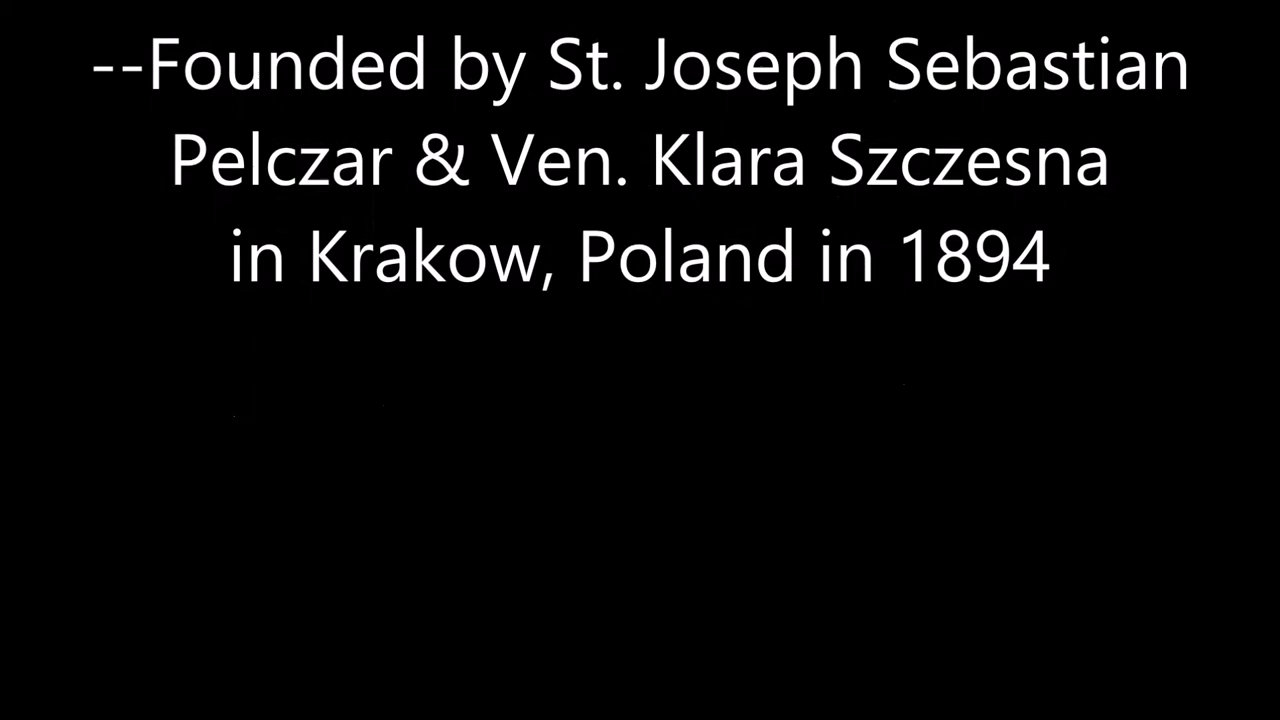 --Founded by St. Joseph Sebastian
Pelczar & Ven. Klara Szczesna
in Krakow, Poland in 1894